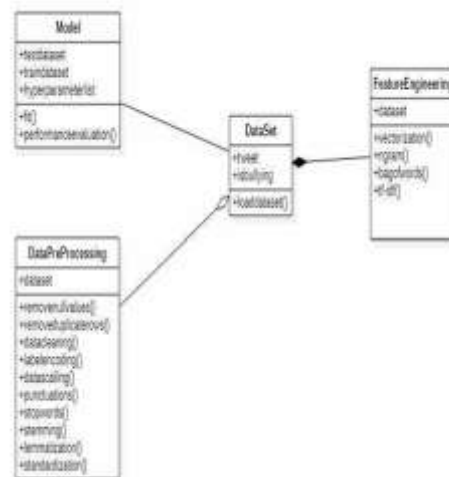 Model
+testdataset
+traindataset
+hyperparameterlist
+fit()
+performanceevaluation()
DataSet
+tweet
+isbullying
+loaddataset()
FeatureEngineering
+dataset
+vectorization()
+ngram()
+bagofwords()
+tf-idf()
DataPreProcessing
+dataset
+removenullvalues()
+removeduplicaterows()
+datacleaning()
+labelencoding()
+datascaling()
+punctuations()
+stopwords()
+stemming()
+lemmatization()
+standardization()